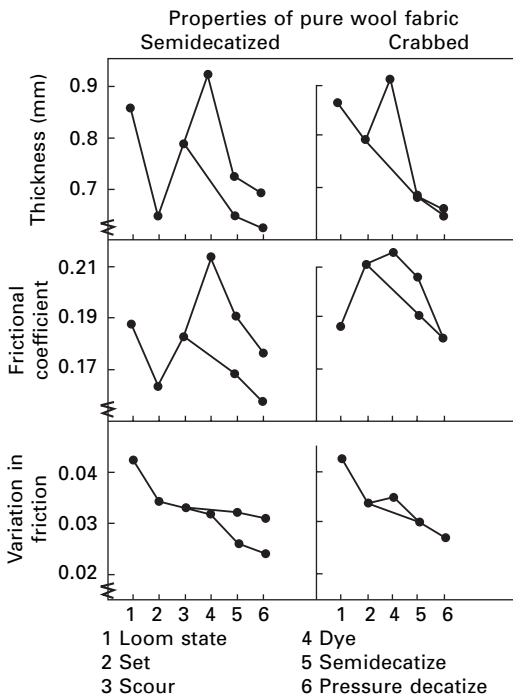 Properties of pure wool fabric
Semidecatized Crabbed
Thickness (mm)
0.9
0.8
0.7
Frictional
coefficient
0.21
0.19
0.17
Variation in
friction
0.04
0.03
0.02
1 2 3 4 5 6 1 2 4 5 6
1 Loom state 4 Dye
2 Set 5 Semidecatize
3 Scour 6 Pressure decatize